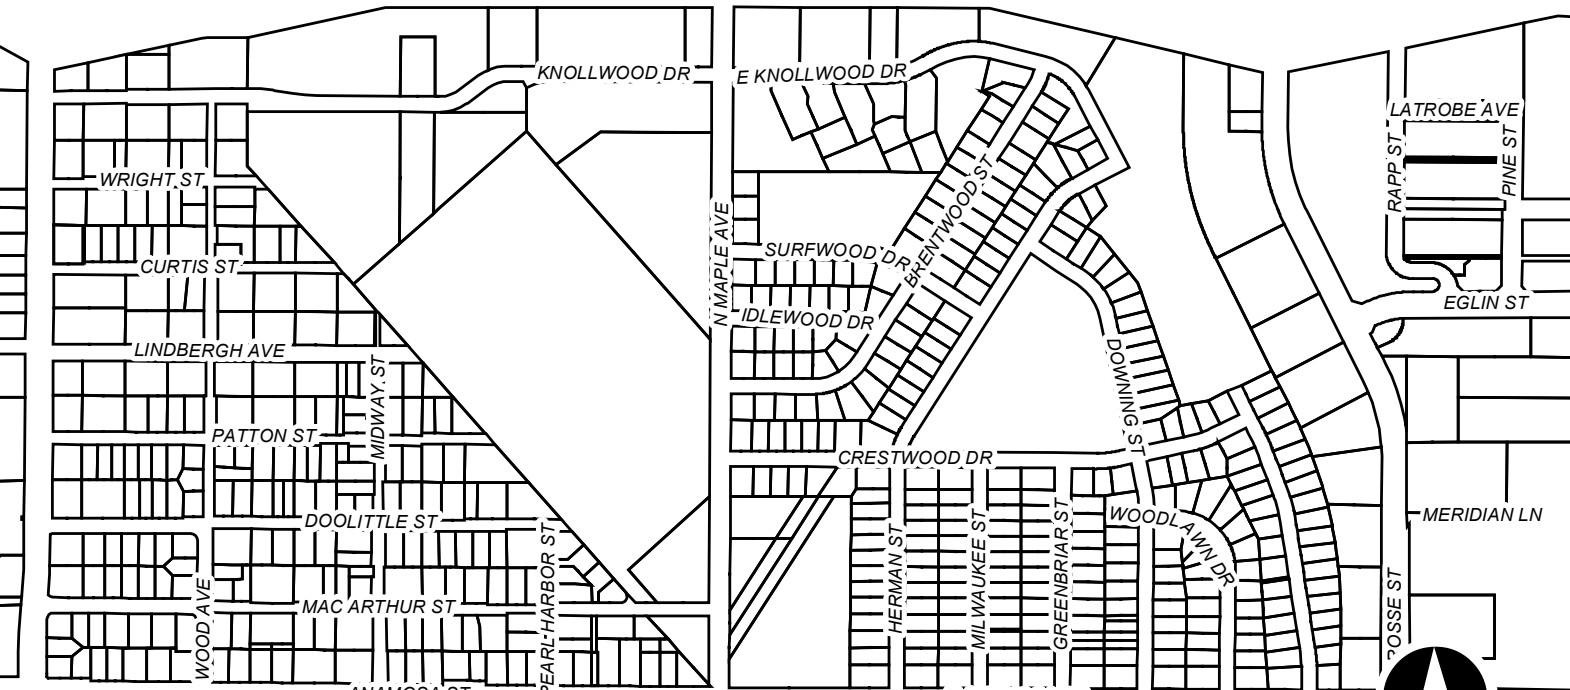 KNOLLWOOD DR
E KNOLLWOOD DR
LATROBE AVE
RAPP ST
PINE ST
WRIGHT ST
N MAPLE AVE
SURFWOOD DR
BRENTWOOD ST
CURTIS ST
EGLIN ST
IDLEWOOD DR
LINDBERGH AVE
MIDWAY ST
DOWNING ST
PATTON ST
CRESTWOOD DR
DOOLITTLE ST
WOODLAWN DR
MERIDIAN LN
PEARL HARBOR ST
HERMAN ST
MILWAUKEE ST
GREENBRIAR ST
WOOD AVE
MAC ARTHUR ST
ANAMOSA ST